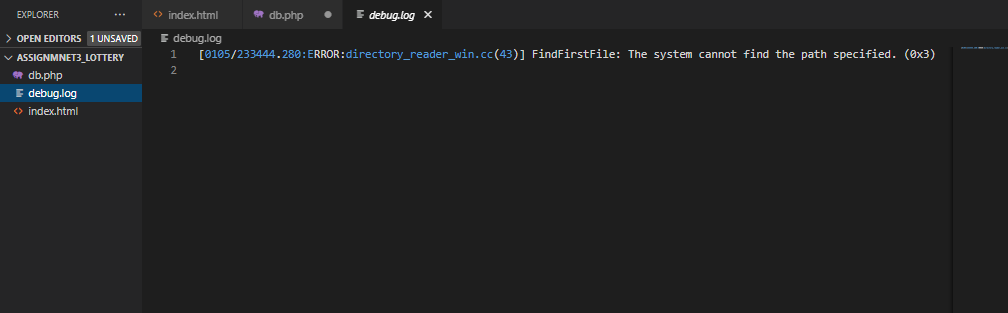 EXPLORER ···
index.html
db.php
debug.log
OPEN EDITORS 1 UNSAVED
debug.log
ASSIGNMNET3_LOTTERY
db.php
debug.log
index.html
1 [0105/233444.280:ERROR:directory_reader_win.cc(43)] FindFirstFile: The system cannot find the path specified. (0x3)
2